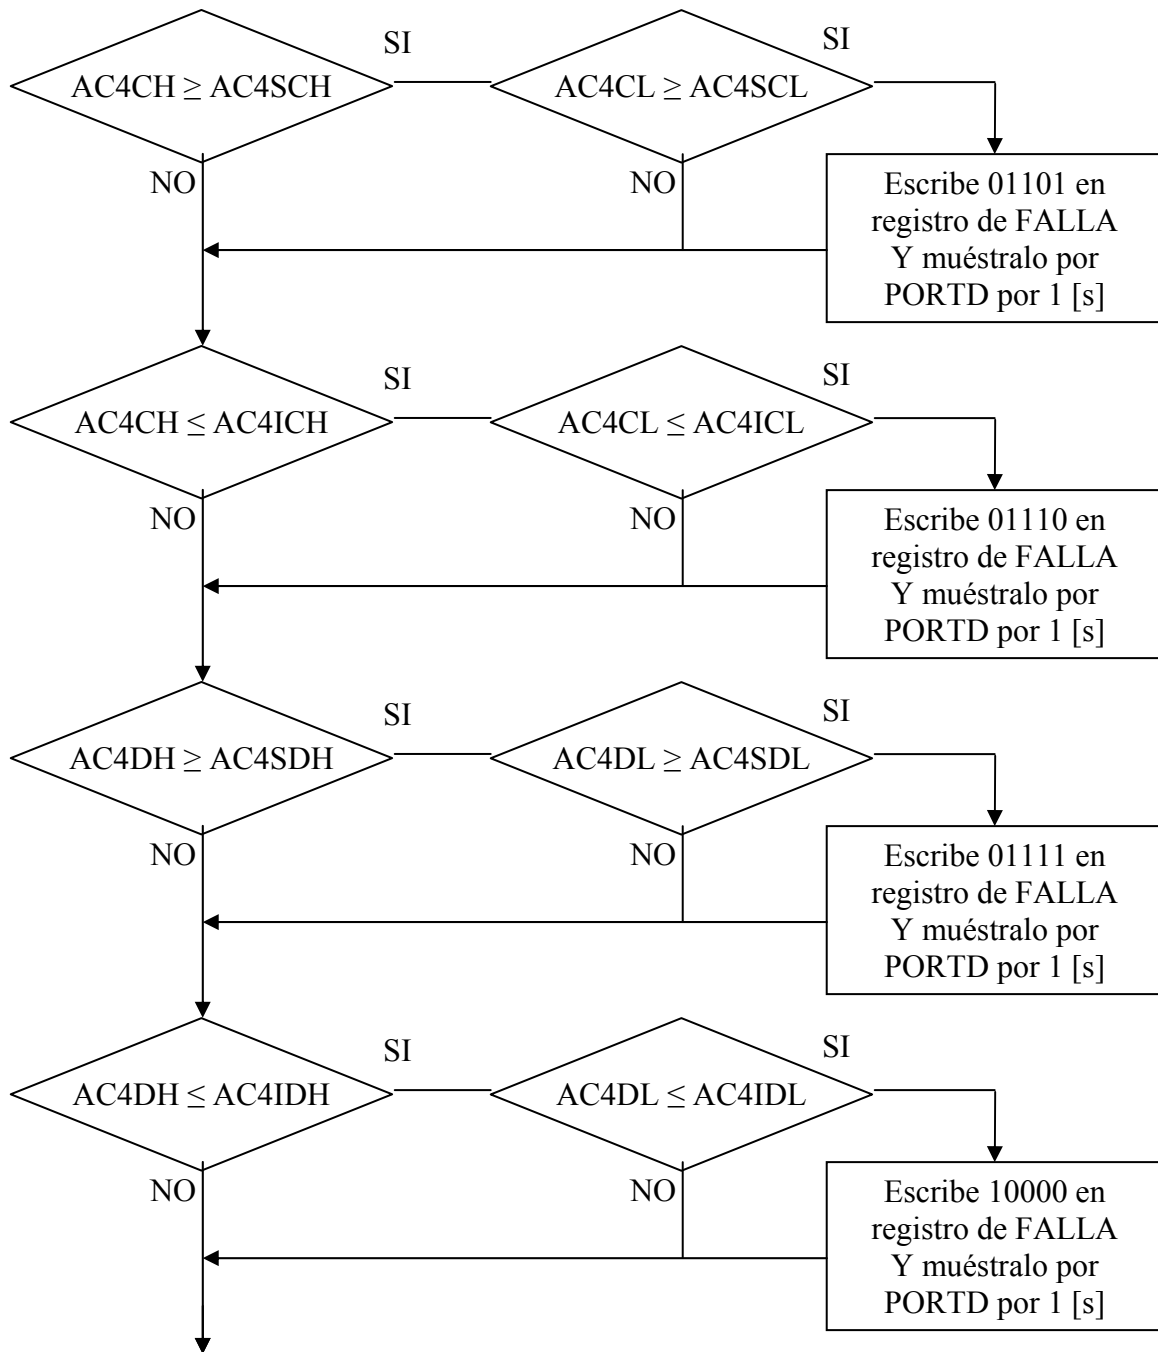 SI
SI
AC4CH ≥ AC4SCH
AC4CL ≥ AC4SCL
NO
NO
Escribe 01101 en
registro de FALLA
Y muéstralo por
PORTD por 1 [s]
SI
SI
AC4CH ≤ AC4ICH
AC4CL ≤ AC4ICL
NO
NO
Escribe 01110 en
registro de FALLA
Y muéstralo por
PORTD por 1 [s]
SI
SI
AC4DH ≥ AC4SDH
AC4DL ≥ AC4SDL
NO
NO
Escribe 01111 en
registro de FALLA
Y muéstralo por
PORTD por 1 [s]
SI
SI
AC4DH ≤ AC4IDH
AC4DL ≤ AC4IDL
NO
NO
Escribe 10000 en
registro de FALLA
Y muéstralo por
PORTD por 1 [s]